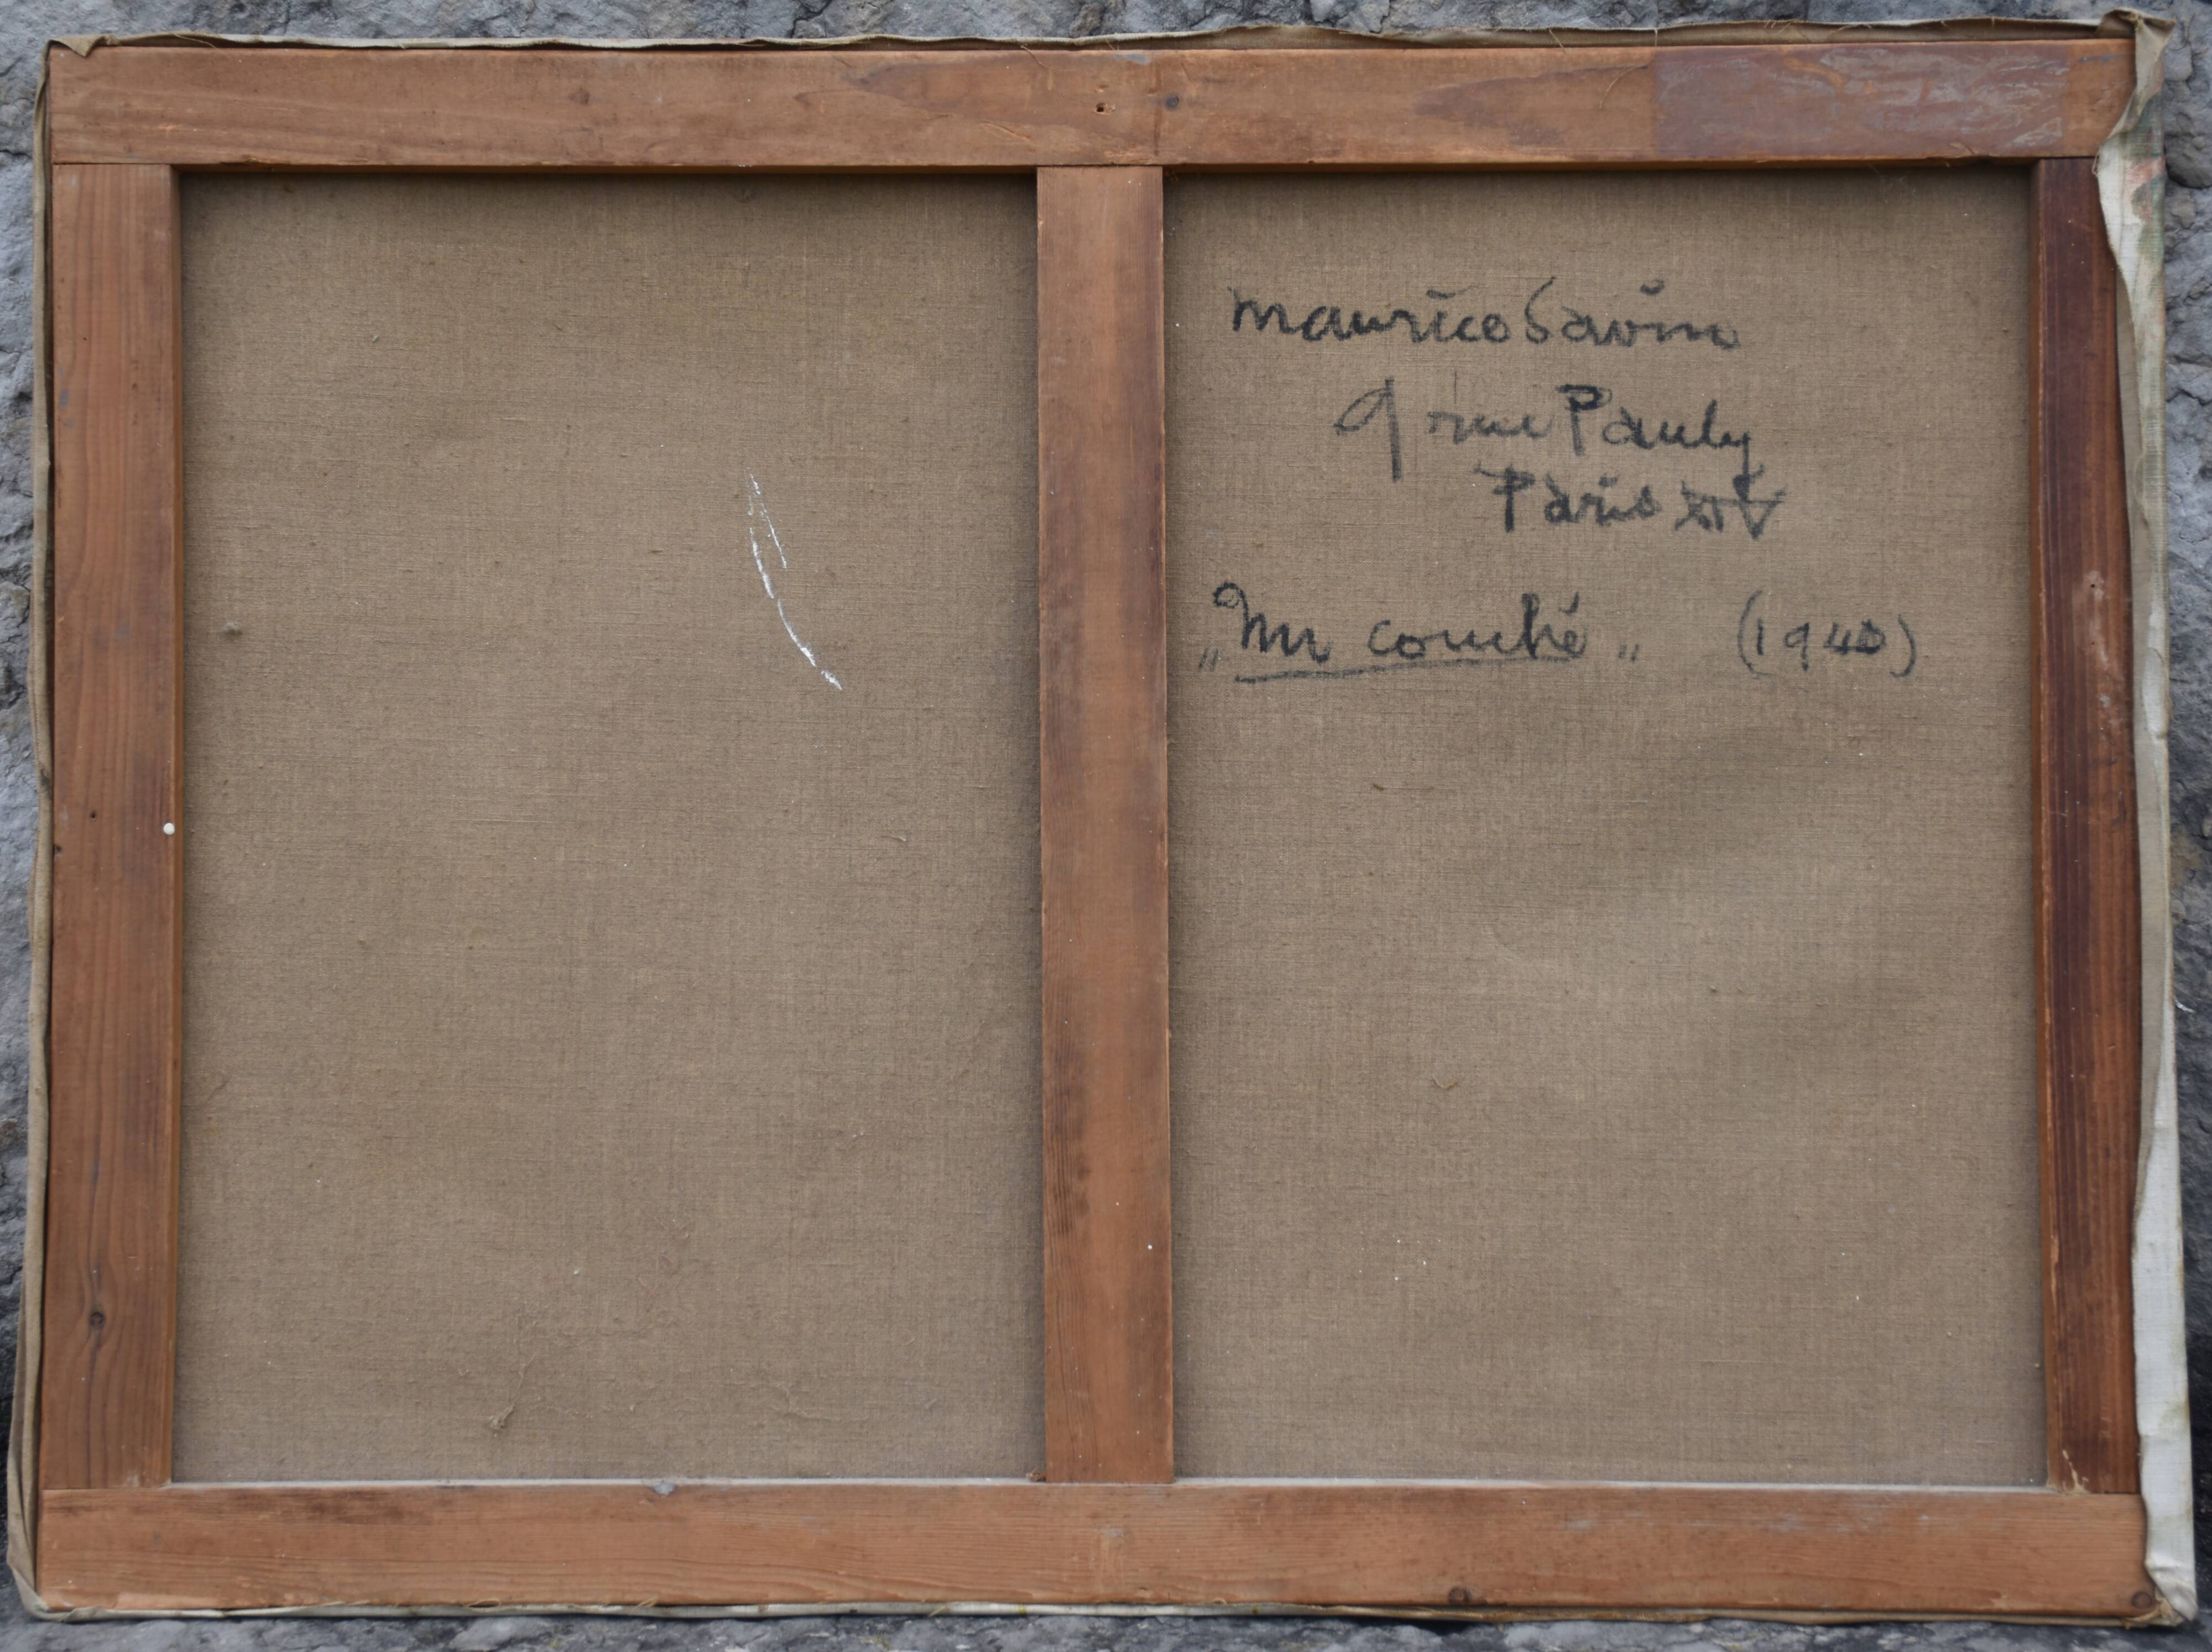 Maurice Savin
9 rue Pauly
Paris XIV
„Nu couché„ (1940)